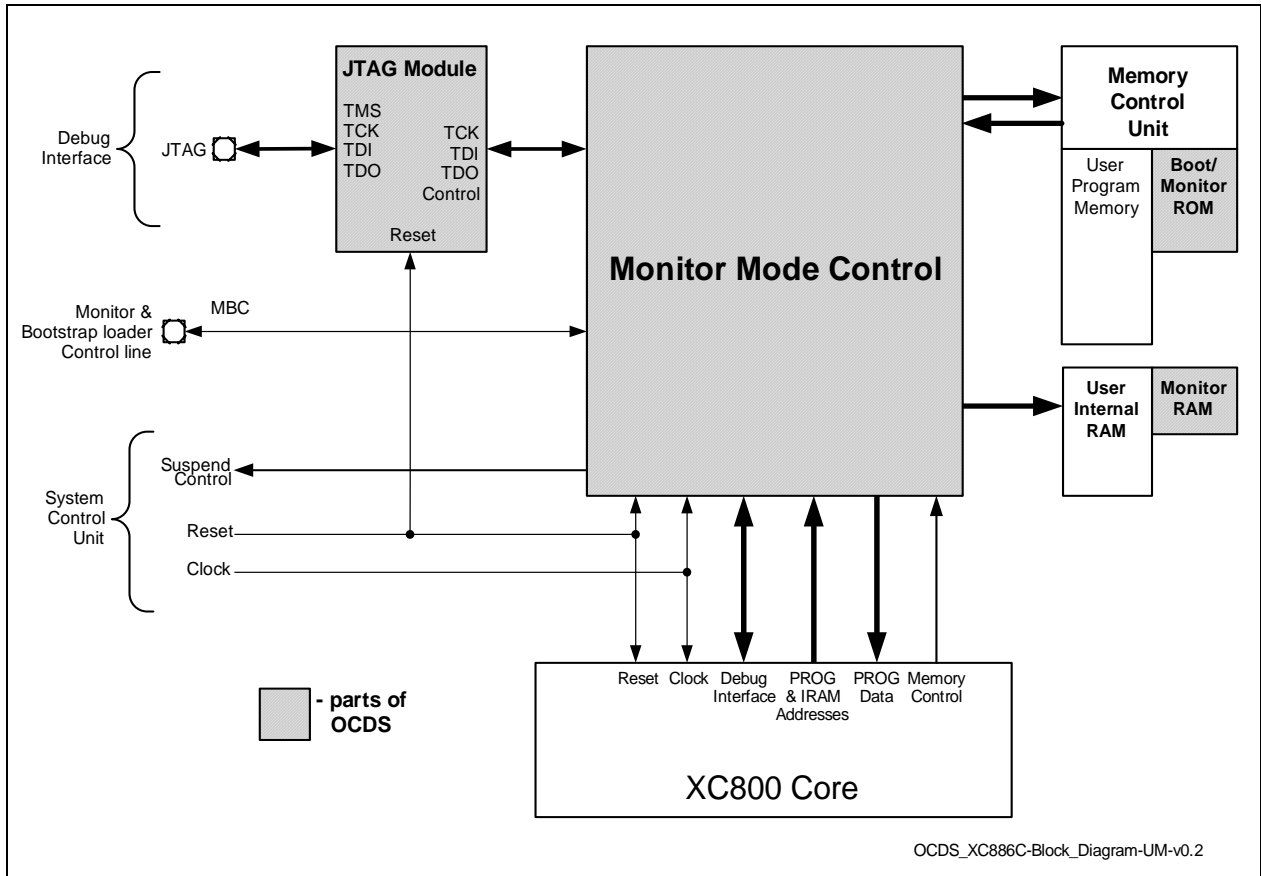 JTAG Module
TMS
TCK
TDI
TDO
TCK
TDI
TDO
Control
Reset
Debug
Interface
JTAG
Monitor Mode Control
Memory
Control
Unit
User
Program
Memory
Boot/
Monitor
ROM
Monitor &
Bootstrap loader
Control line
MBC
User
Internal
RAM
Monitor
RAM
System
Control
Unit
Suspend
Control
Reset
Clock
Reset
Clock
Debug
Interface
PROG
& IRAM
Addresses
PROG
Data
Memory
Control
XC800 Core
- parts of
OCDS
OCDS_XC886C-Block_Diagram-UM-v0.2